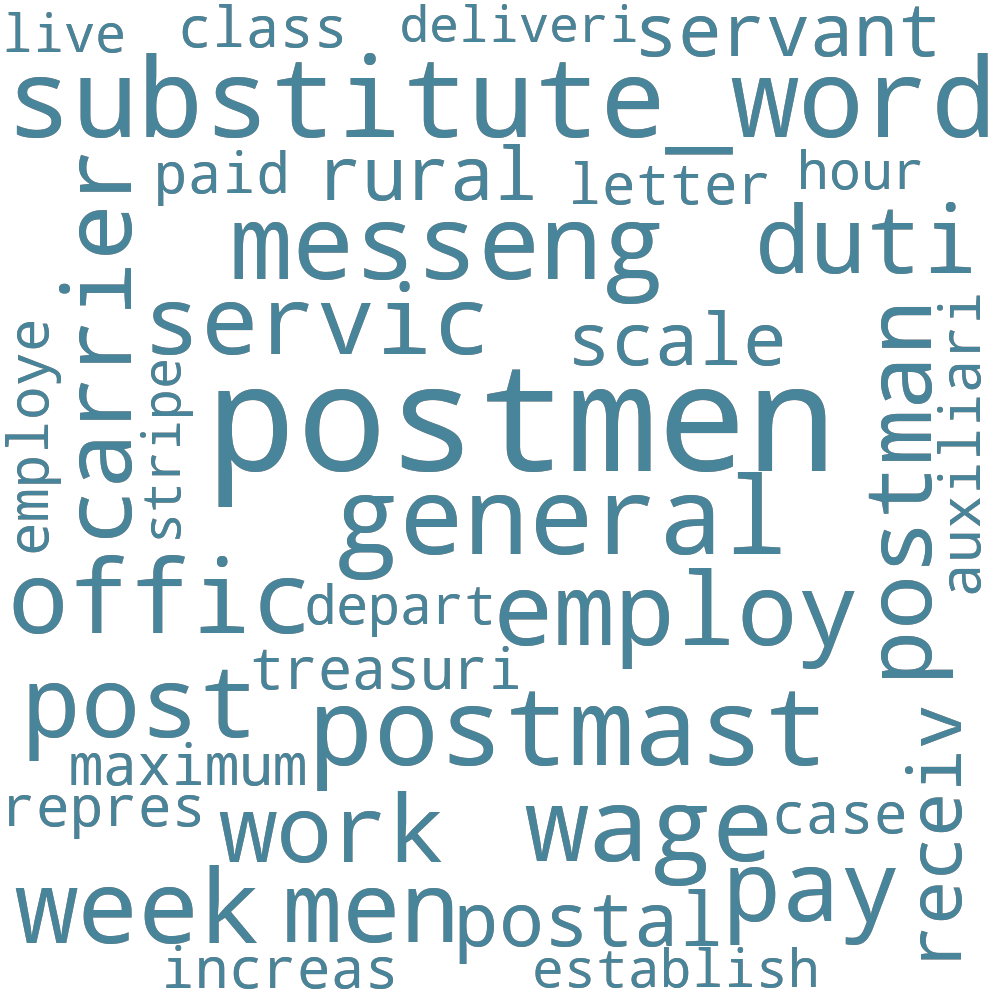 live class deliveri servant
substitute_word
paid rural letter hour
carrier
messeng duti
servic scale
employe
stripe
postmen
postman
auxiliari
general
offic depart employ
treasuri
post postmast
maximum
repres work wage case
receiv
week men postal pay
increas establish